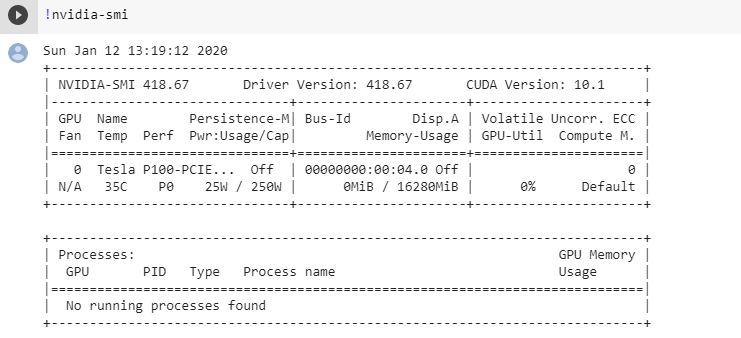 !nvidia-smi
Sun Jan 12 13:19:12 2020
+-----------------------------------------------------------------------------+
| NVIDIA-SMI 418.67       Driver Version: 418.67       CUDA Version: 10.1     |
|-------------------------------+----------------------+----------------------+
| GPU  Name        Persistence-M| Bus-Id        Disp.A | Volatile Uncorr. ECC |
| Fan  Temp  Perf  Pwr:Usage/Cap|         Memory-Usage | GPU-Util  Compute M. |
|===============================+======================+======================|
|   0  Tesla P100-PCIE...  Off  | 00000000:00:04.0 Off |                    0 |
| N/A   35C    P0    25W / 250W |      0MiB / 16280MiB |      0%      Default |
+-------------------------------+----------------------+----------------------+
+-----------------------------------------------------------------------------+
| Processes:                                                       GPU Memory |
|  GPU       PID   Type   Process name                             Usage      |
|=============================================================================|
|  No running processes found                                                 |
+-----------------------------------------------------------------------------+